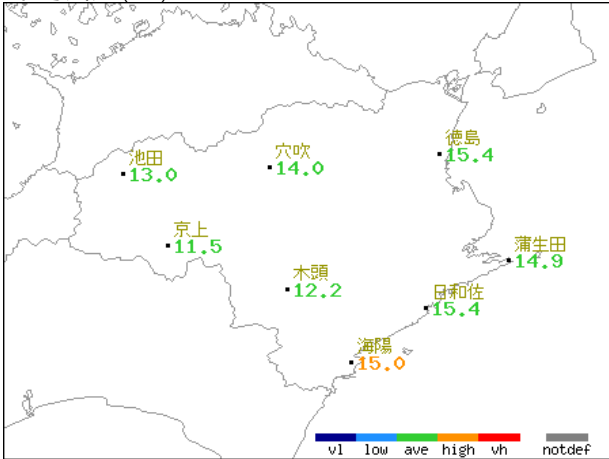 徳島
15.4
穴吹
14.0
池田
13.0
京上
11.5
蒲生田
14.9
木頭
12.2
日和佐
15.4
海陽
15.0
vl low ave high vh notdef